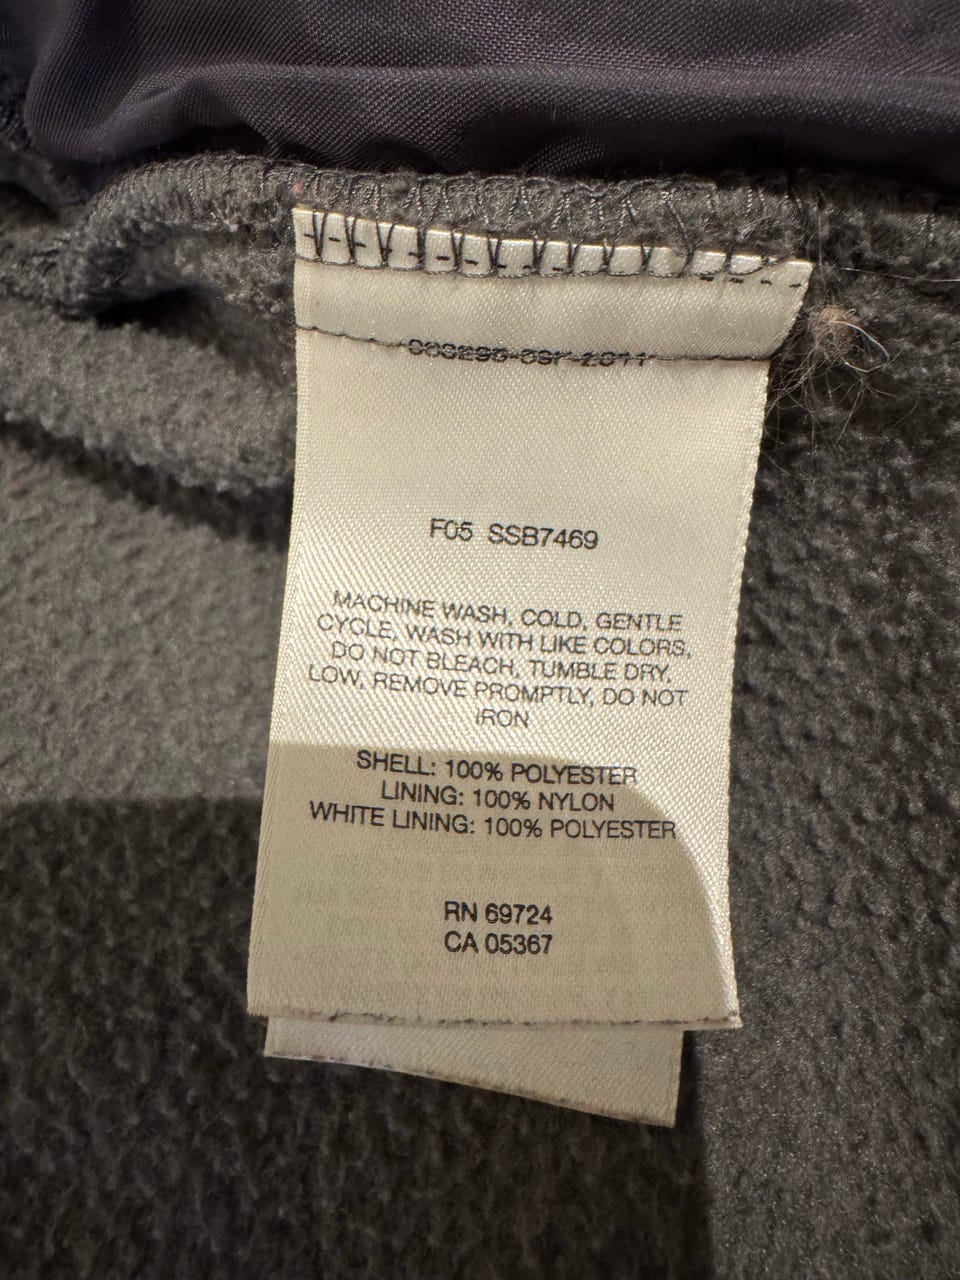 F05 SSB7469
MACHINE WASH, COLD, GENTLE
CYCLE, WASH WITH LIKE COLORS,
DO NOT BLEACH, TUMBLE DRY,
LOW, REMOVE PROMPTLY, DO NOT
IRON
SHELL: 100% POLYESTER
LINING: 100% NYLON
WHITE LINING: 100% POLYESTER
RN 69724
CA 05367